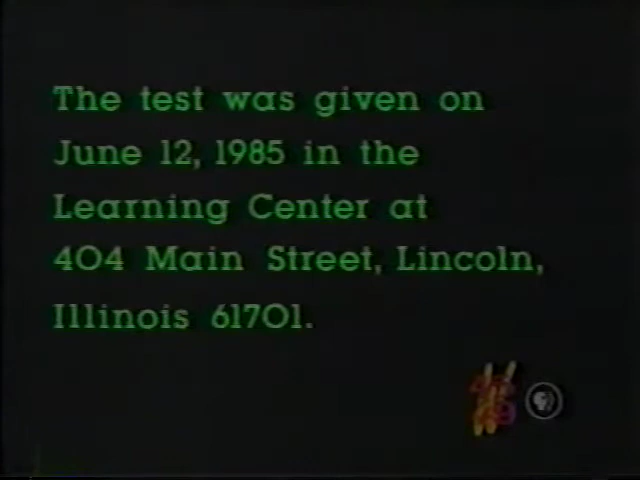 The test was given on
June 12, 1985 in the
Learning Center at
404 Main Street, Lincoln,
Illinois 61701.